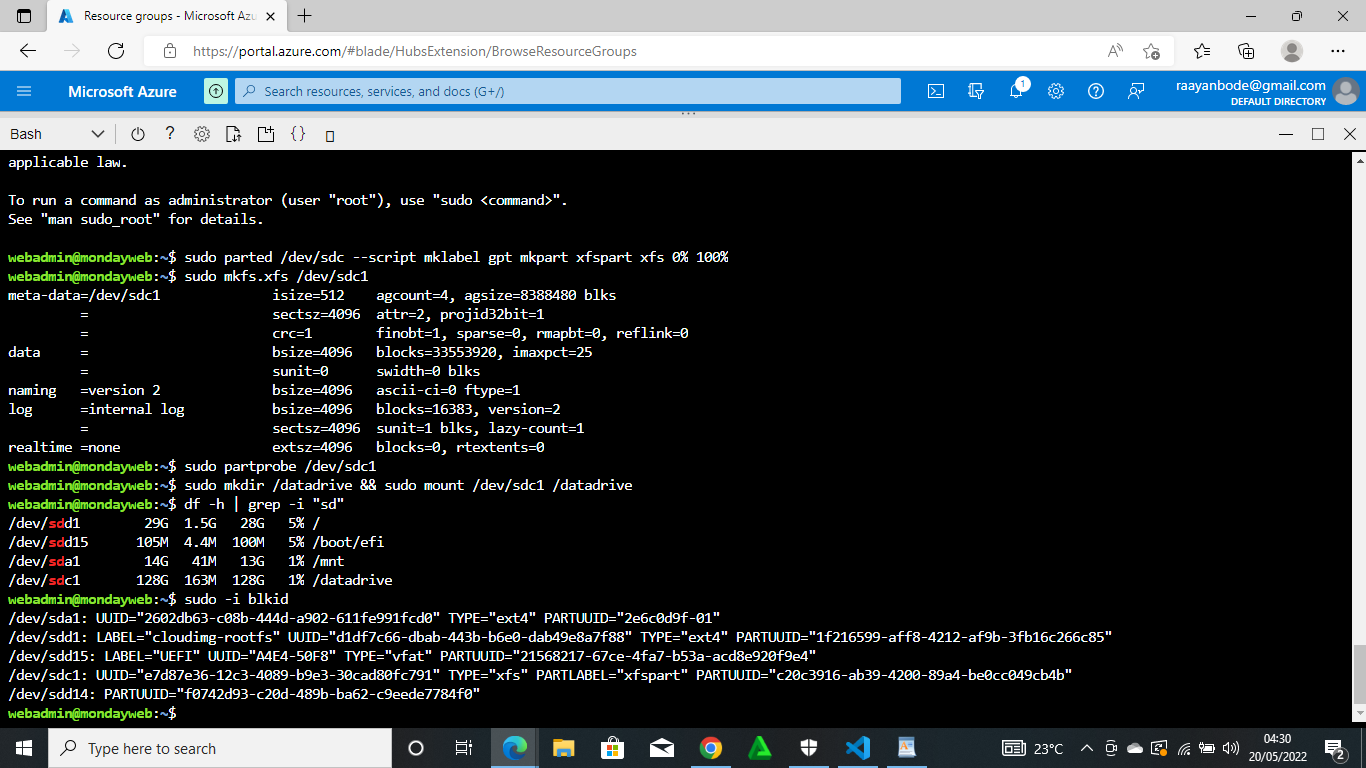 Resource groups - Microsoft Azu
https://portal.azure.com/#blade/HubsExtension/BrowseResourceGroups
Microsoft Azure
Search resources, services, and docs (G+/)
1
raayanbode@gmail.com
DEFAULT DIRECTORY
Bash
applicable law.
To run a command as administrator (user "root"), use "sudo <command>".
See "man sudo_root" for details.
webadmin@mondayweb:~$ sudo parted /dev/sdc --script mklabel gpt mkpart xfspart xfs 0% 100%
webadmin@mondayweb:~$ sudo mkfs.xfs /dev/sdc1
meta-data=/dev/sdc1              isize=512    agcount=4, agsize=8388480 blks
         =                       sectsz=4096  attr=2, projid32bit=1
         =                       crc=1        finobt=1, sparse=0, rmapbt=0, reflink=0
data     =                       bsize=4096   blocks=33553920, imaxpct=25
         =                       sunit=0      swidth=0 blks
naming   =version 2              bsize=4096   ascii-ci=0 ftype=1
log      =internal log           bsize=4096   blocks=16383, version=2
         =                       sectsz=4096  sunit=1 blks, lazy-count=1
realtime =none                   extsz=4096   blocks=0, rtextents=0
webadmin@mondayweb:~$ sudo partprobe /dev/sdc1
webadmin@mondayweb:~$ sudo mkdir /datadrive && sudo mount /dev/sdc1 /datadrive
webadmin@mondayweb:~$ df -h | grep -i "sd"
/dev/sdd1        29G  1.5G   28G   5% /
/dev/sdd15      105M  4.4M  100M   5% /boot/efi
/dev/sda1        14G   41M   13G   1% /mnt
/dev/sdc1       128G  163M  128G   1% /datadrive
webadmin@mondayweb:~$ sudo -i blkid
/dev/sda1: UUID="2602db63-c08b-444d-a902-611fe991fcd0" TYPE="ext4" PARTUUID="2e6c0d9f-01"
/dev/sdd1: LABEL="cloudimg-rootfs" UUID="d1df7c66-dbab-443b-b6e0-dab49e8a7f88" TYPE="ext4" PARTUUID="1f216599-aff8-4212-af9b-3fb16c266c85"
/dev/sdd15: LABEL="UEFI" UUID="A4E4-50F8" TYPE="vfat" PARTUUID="21568217-67ce-4fa7-b53a-acd8e920f9e4"
/dev/sdc1: UUID="e7d87e36-12c3-4089-b9e3-30cad80fc791" TYPE="xfs" PARTLABEL="xfspart" PARTUUID="c20c3916-ab39-4200-89a4-be0cc049cb4b"
/dev/sdd14: PARTUUID="f0742d93-c20d-489b-ba62-c9eede7784f0"
webadmin@mondayweb:~$
Type here to search
23°C
04:30
20/05/2022
2